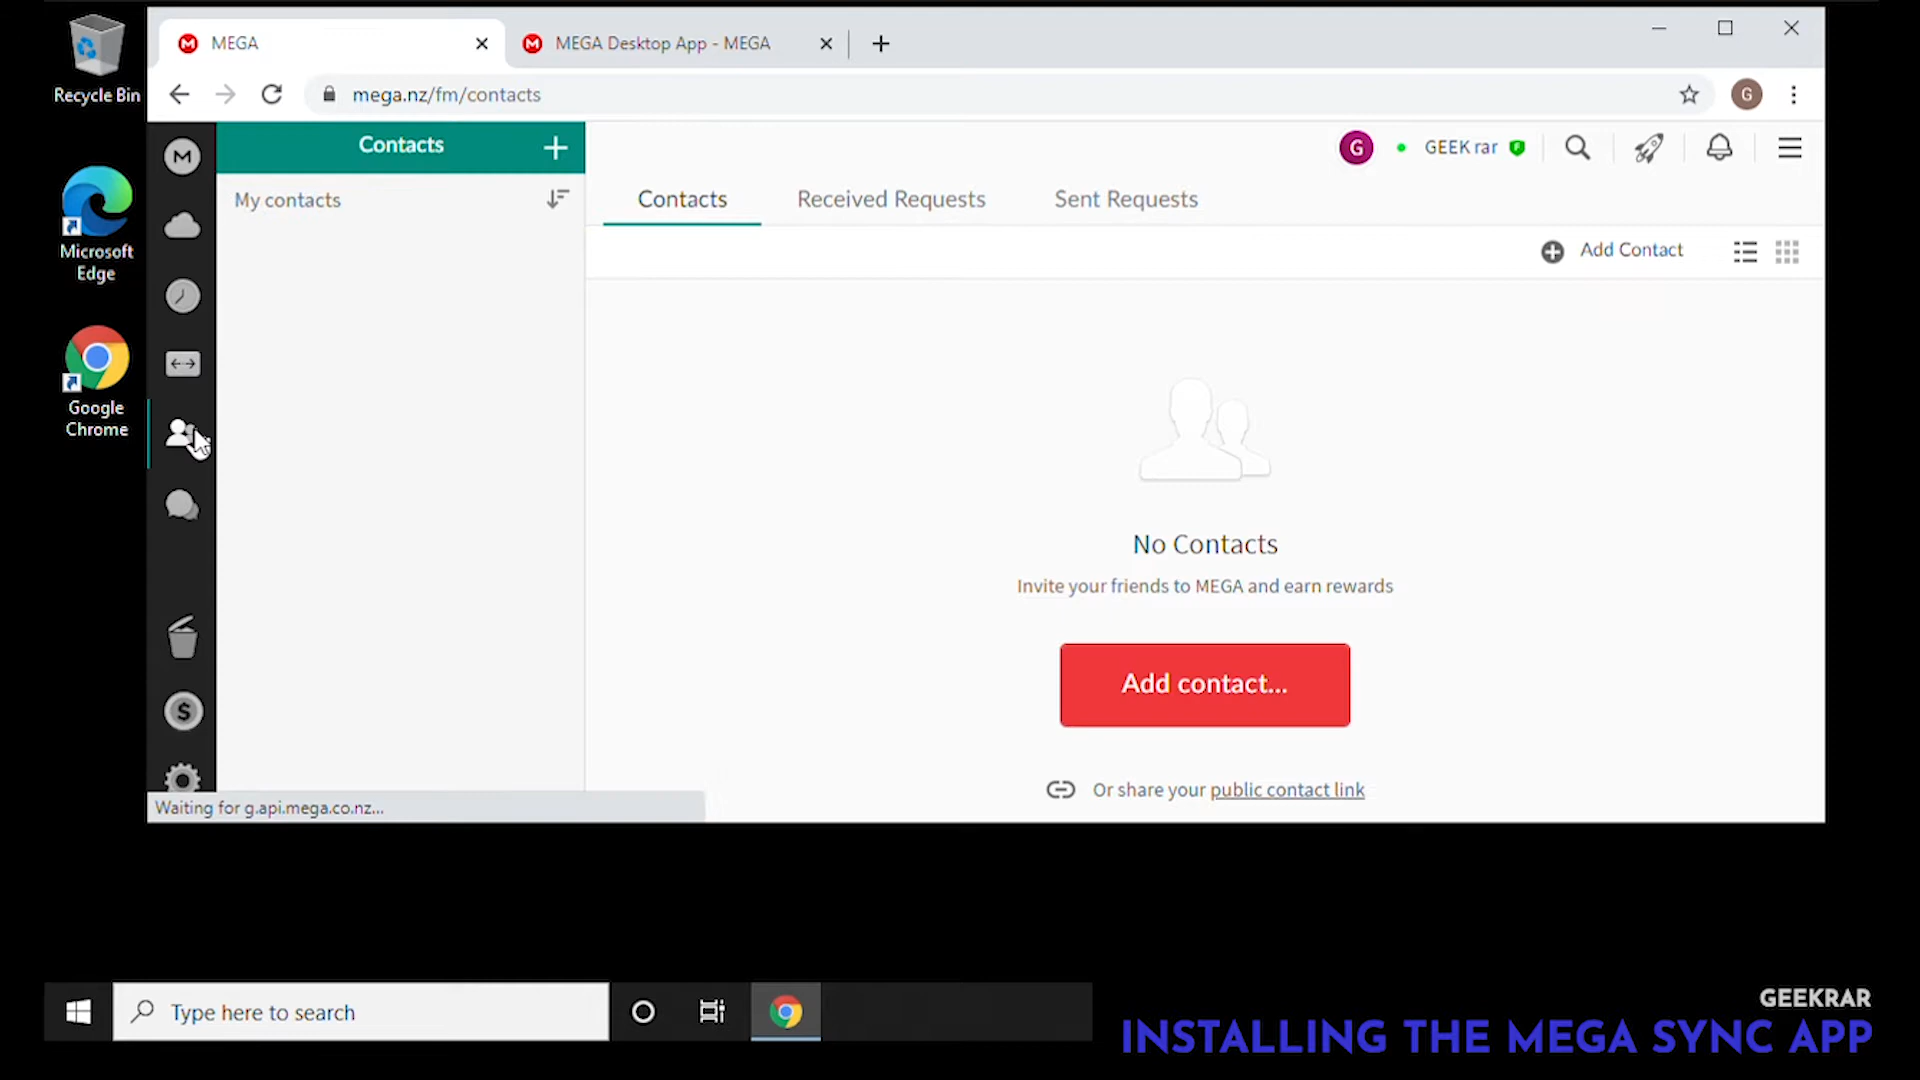 Recycle Bin
Microsoft
Edge
Google
Chrome
MEGA
MEGA Desktop App - MEGA
mega.nz/fm/contacts
G
M
Contacts
My contacts
G
GEEK rar
Contacts
Received Requests
Sent Requests
Add Contact
No Contacts
Invite your friends to MEGA and earn rewards
Add contact...
Or share your public contact link
$
Waiting for g.api.mega.co.nz...
Type here to search
GEEKRAR
INSTALLING THE MEGA SYNC APP